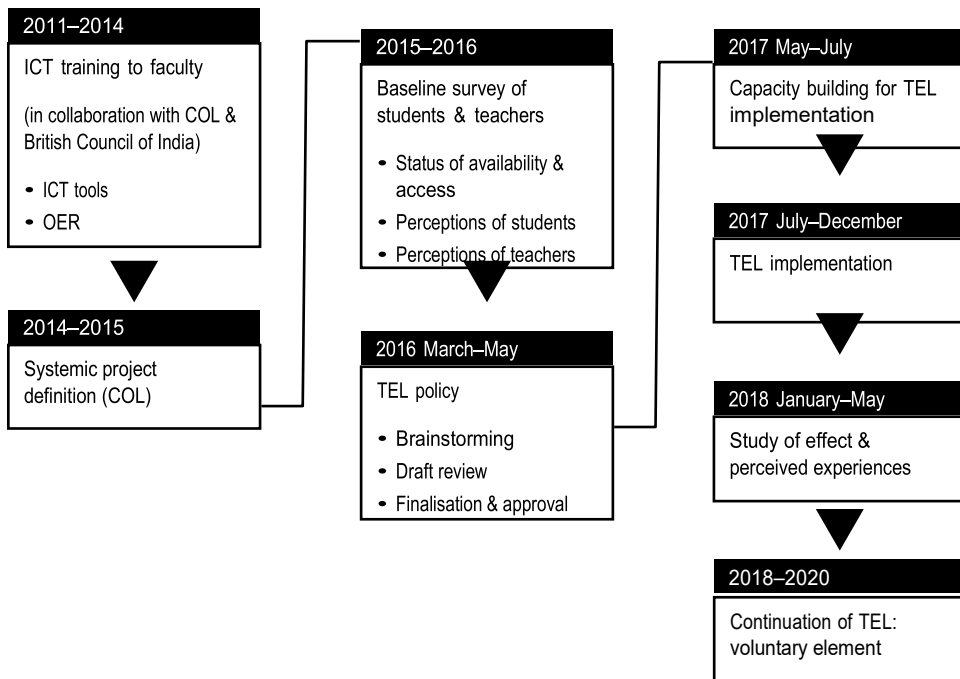 2011–2014
ICT training to faculty
(in collaboration with COL &
British Council of India)
• ICT tools
• OER
2014–2015
Systemic project
definition (COL)
2015–2016
Baseline survey of
students & teachers
• Status of availability &
access
• Perceptions of students
• Perceptions of teachers
2016 March–May
TEL policy
• Brainstorming
• Draft review
• Finalisation & approval
2017 May–July
Capacity building for TEL
implementation
2017 July–December
TEL implementation
2018 January–May
Study of effect &
perceived experiences
2018–2020
Continuation of TEL:
voluntary element